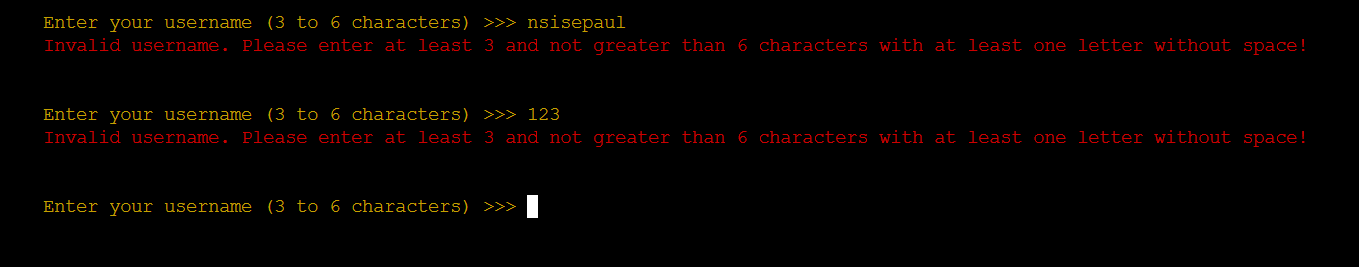 Enter your username (3 to 6 characters) >>> nsisepaul
Invalid username. Please enter at least 3 and not greater than 6 characters with at least one letter without space!
Enter your username (3 to 6 characters) >>> 123
Invalid username. Please enter at least 3 and not greater than 6 characters with at least one letter without space!
Enter your username (3 to 6 characters) >>>